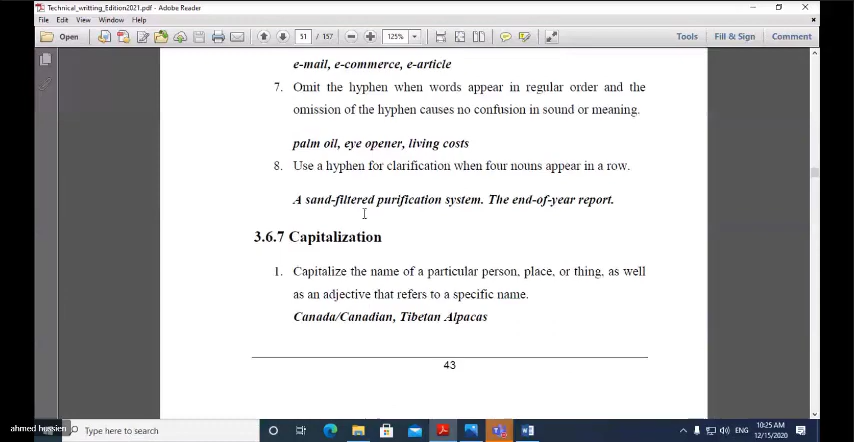 Technical_writting_Edition2021.pdf - Adobe Reader
File Edit View Window Help
Open 51 / 157 125% Tools Fill & Sign Comment
e-mail, e-commerce, e-article
7. Omit the hyphen when words appear in regular order and the
omission of the hyphen causes no confusion in sound or meaning.
palm oil, eye opener, living costs
8. Use a hyphen for clarification when four nouns appear in a row.
A sand-filtered purification system. The end-of-year report.
3.6.7 Capitalization
1. Capitalize the name of a particular person, place, or thing, as well
as an adjective that refers to a specific name.
Canada/Canadian, Tibetan Alpacas
43
ahmed hussien
Type here to search
ENG
10:25 AM
12/15/2020